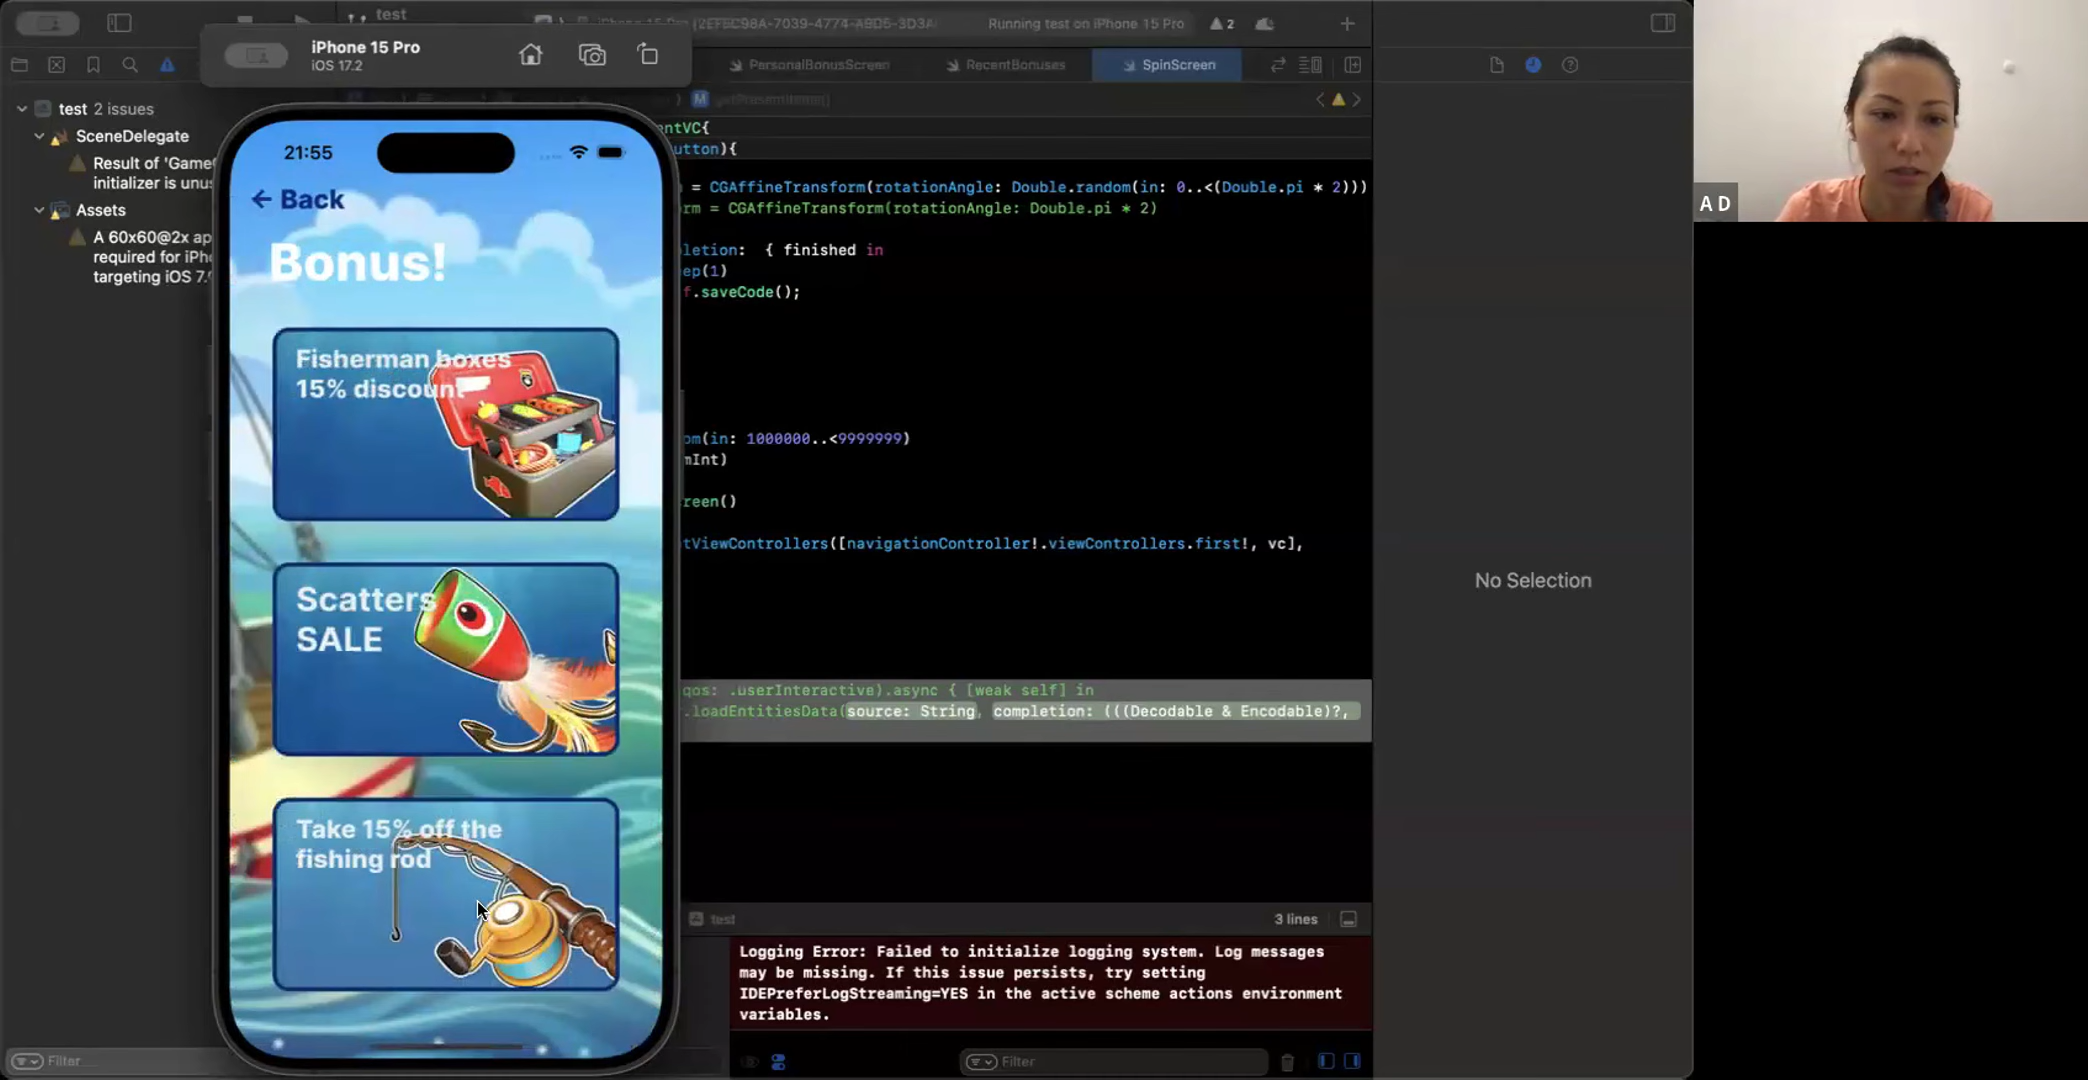 test
Running test on iPhone 15 Pro
2
iPhone 15 Pro
iOS 17.2
PersonalBonusScreen
RecentBonuses
SpinScreen
test 2 issues
SceneDelegate
Result of 'Game
initializer is unus
Assets
A 60x60@2x ap
required for iPh
targeting iOS 7.
21:55
Back
Bonus!
Fisherman boxes
15% discount
Scatters
SALE
Take 15% off the
fishing rod
entVC{
utton){
= CGAffineTransform(rotationAngle: Double.random(in: 0..<(Double.pi * 2)))
rm = CGAffineTransform(rotationAngle: Double.pi * 2)
letion: { finished in
ep(1)
f.saveCode();
om(in: 1000000..<9999999)
mInt)
reen()
tViewControllers([navigationController!.viewControllers.first!, vc],
qos: .userInteractive).async { [weak self] in
.loadEntitiesData(source: String, completion: (((Decodable & Encodable)?,
test
3 lines
Logging Error: Failed to initialize logging system. Log messages
may be missing. If this issue persists, try setting
IDEPreferLogStreaming=YES in the active scheme actions environment
variables.
Filter
Filter
No Selection
A D